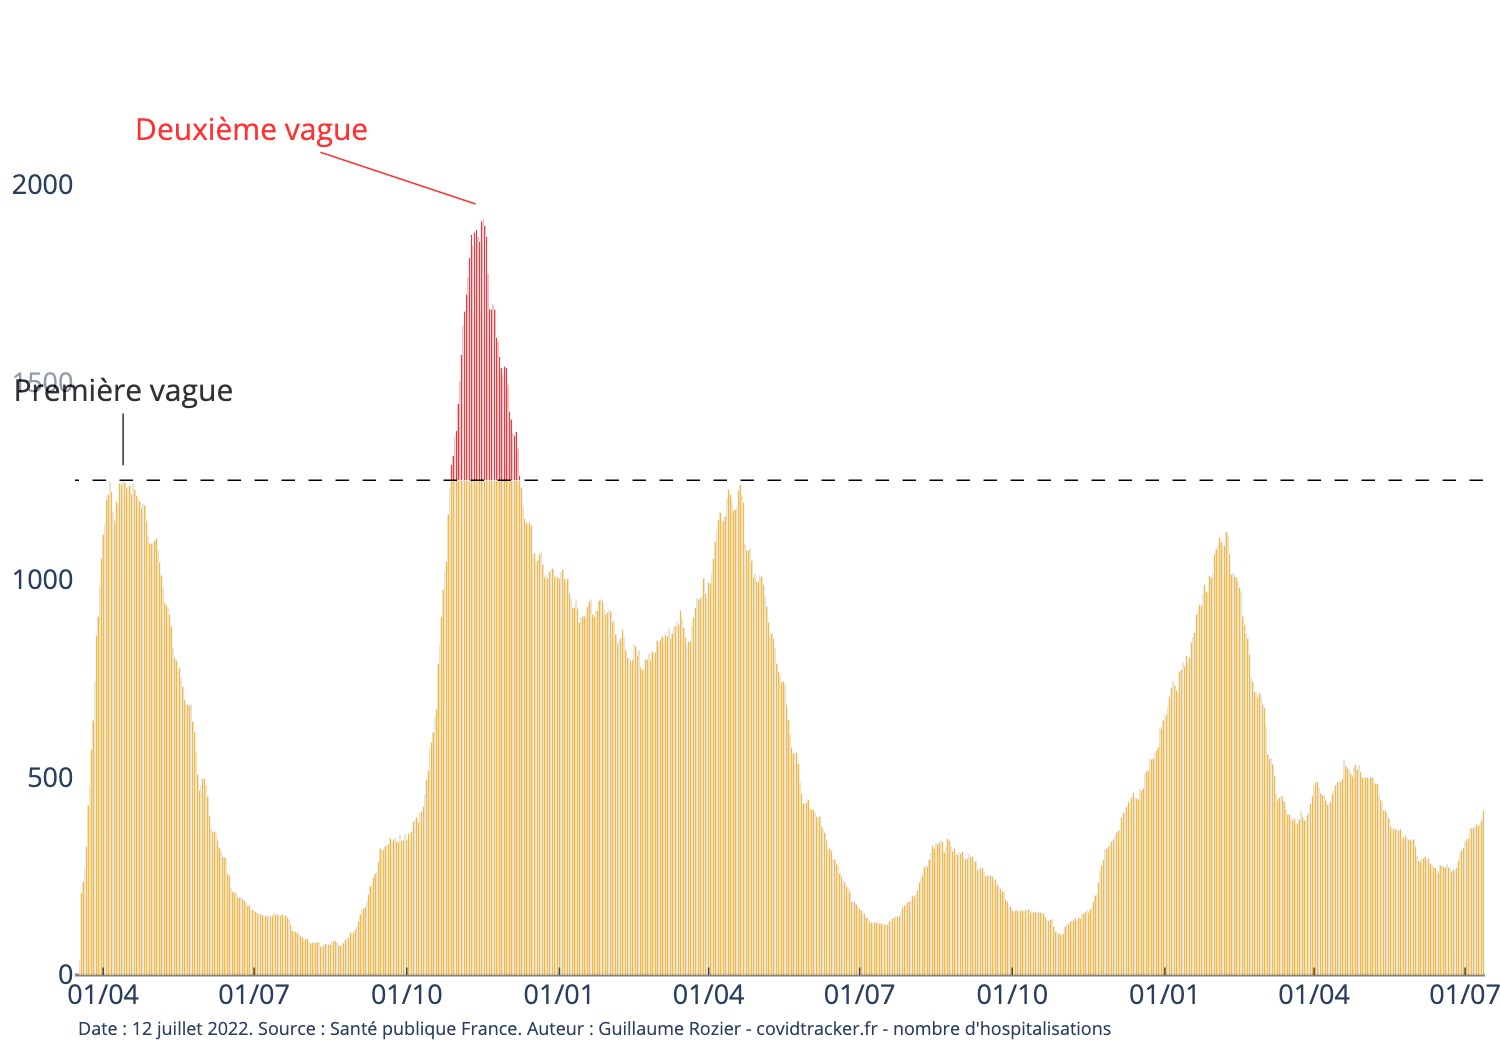 Deuxième vague
2000
1500
Première vague
1000
500
0
01/04 01/07 01/10 01/01 01/04 01/07 01/10 01/01 01/04 01/07
Date : 12 juillet 2022. Source : Santé publique France. Auteur : Guillaume Rozier - covidtracker.fr - nombre d'hospitalisations